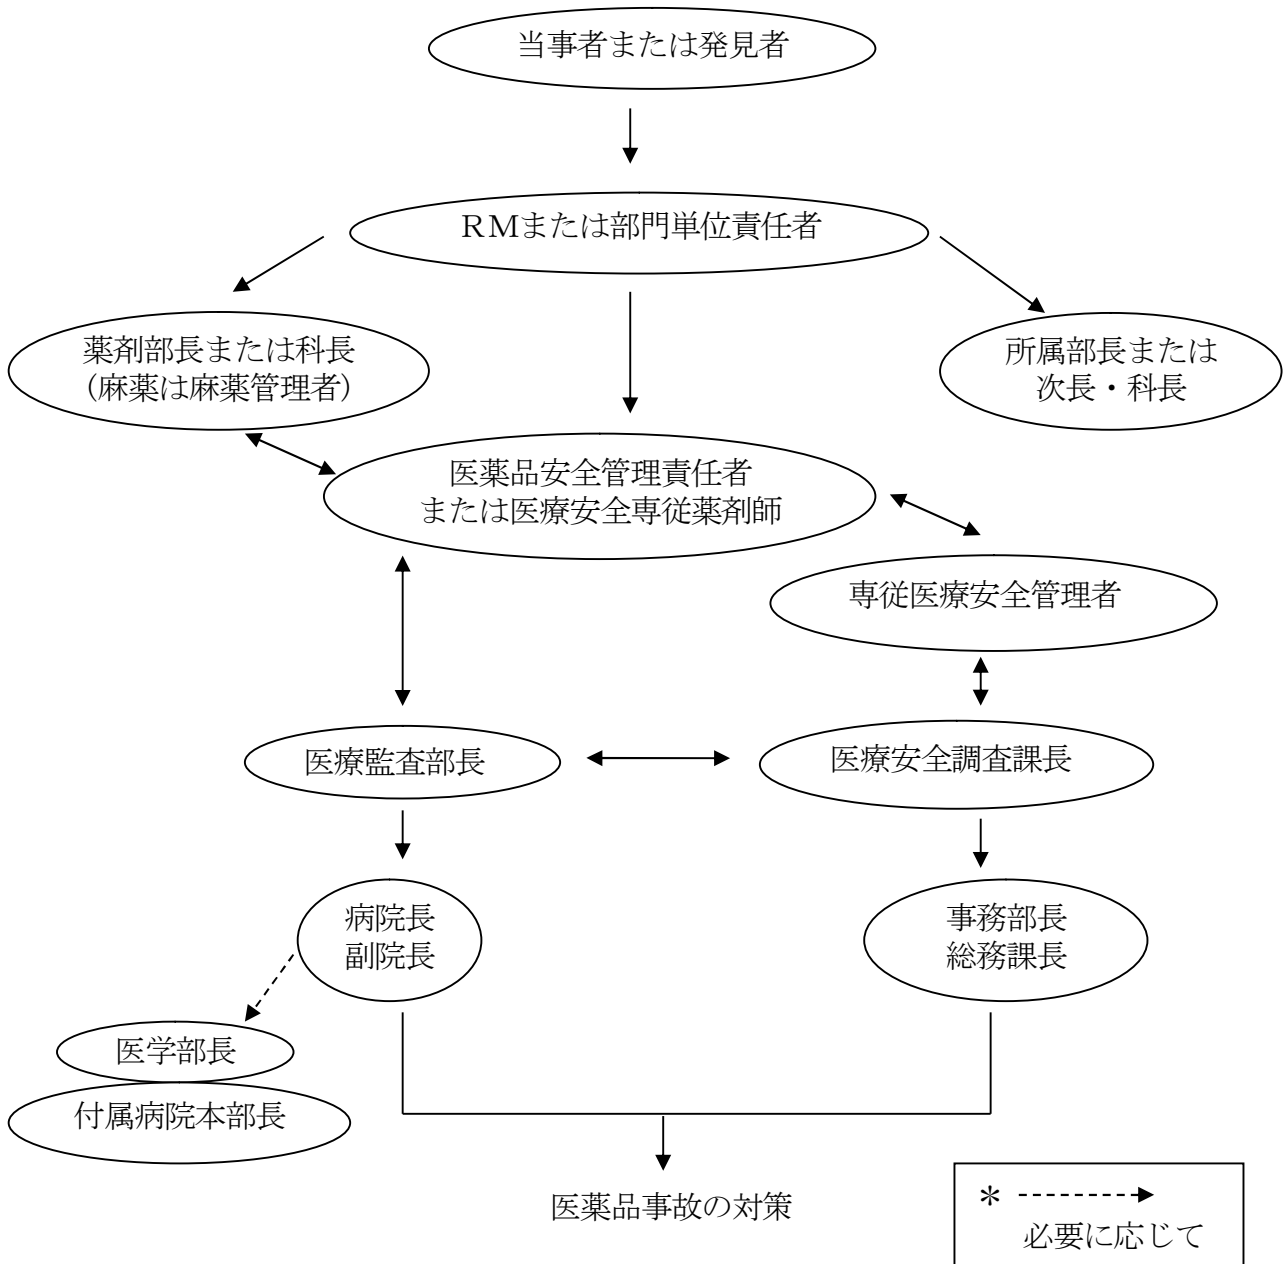 当事者または発見者
RMまたは部門単位責任者
薬剤部長または科長
(麻薬は麻薬管理者)
所属部長または
次長・科長
医薬品安全管理責任者
または医療安全専従薬剤師
専従医療安全管理者
医療監査部長
医療安全調査課長
病院長
副院長
事務部長
総務課長
医学部長
付属病院本部長
医薬品事故の対策
*
必要に応じて